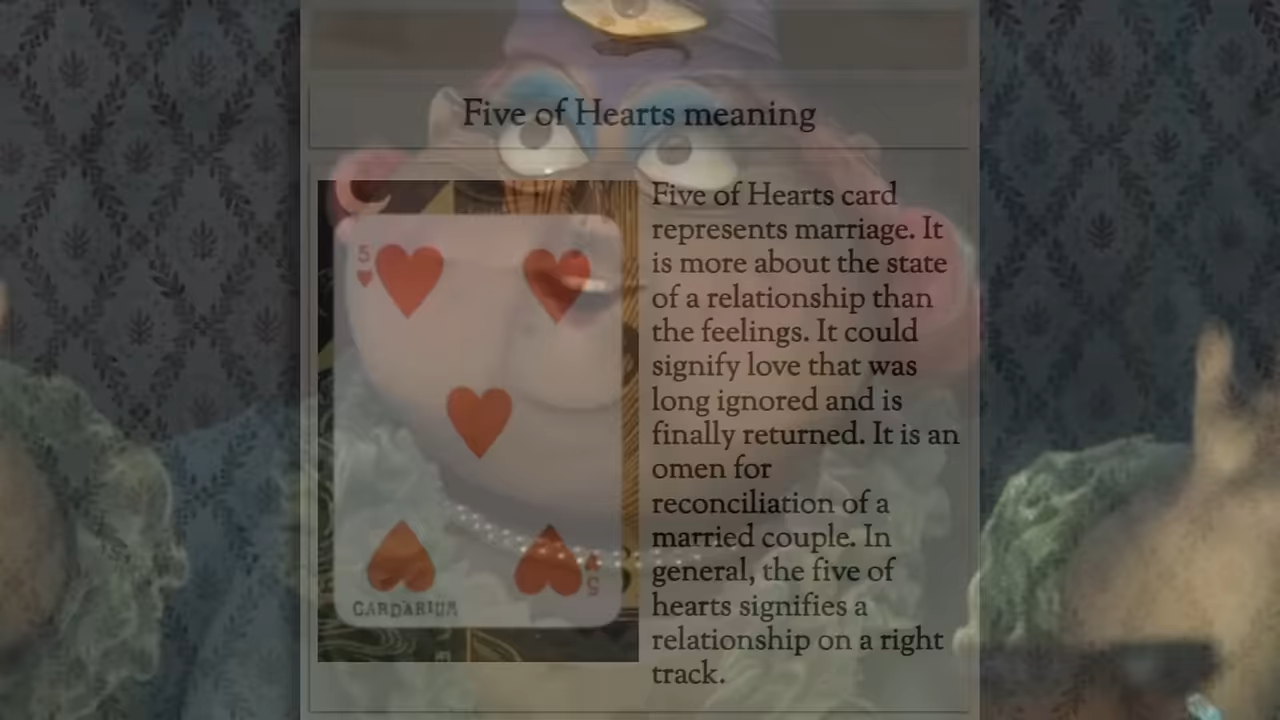 Five of Hearts meaning
5
CARDARIUM
5
Five of Hearts card
represents marriage. It
is more about the state
of a relationship than
the feelings. It could
signify love that was
long ignored and is
finally returned. It is an
omen for
reconciliation of a
married couple. In
general, the five of
hearts signifies a
relationship on a right
track.